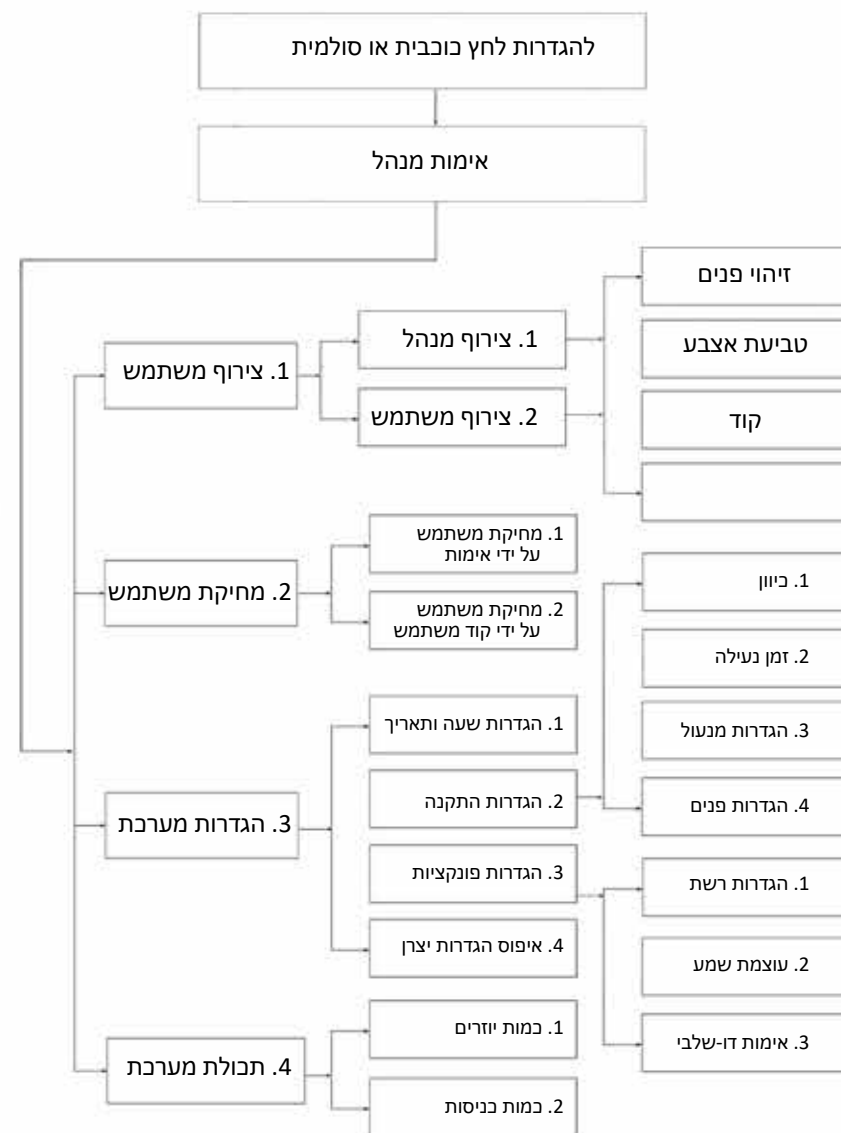 להגדרות לחץ כוכבית או סולמית
אימות מנהל
1. צירוף משתמש
1. צירוף מנהל
2. צירוף משתמש
זיהוי פנים
טביעת אצבע
קוד
2. מחיקת משתמש
1. מחיקת משתמש
על ידי אימות
2. מחיקת משתמש
על ידי קוד משתמש
3. הגדרות מערכת
1. הגדרות שעה ותאריך
2. הגדרות התקנה
1. כיוון
2. זמן נעילה
3. הגדרות מנעול
4. הגדרות פנים
3. הגדרות פונקציות
1. הגדרות רשת
2. עוצמת שמע
3. אימות דו-שלבי
4. איפוס הגדרות יצרן
4. תכולת מערכת
1. כמות יוזרים
2. כמות כניסות